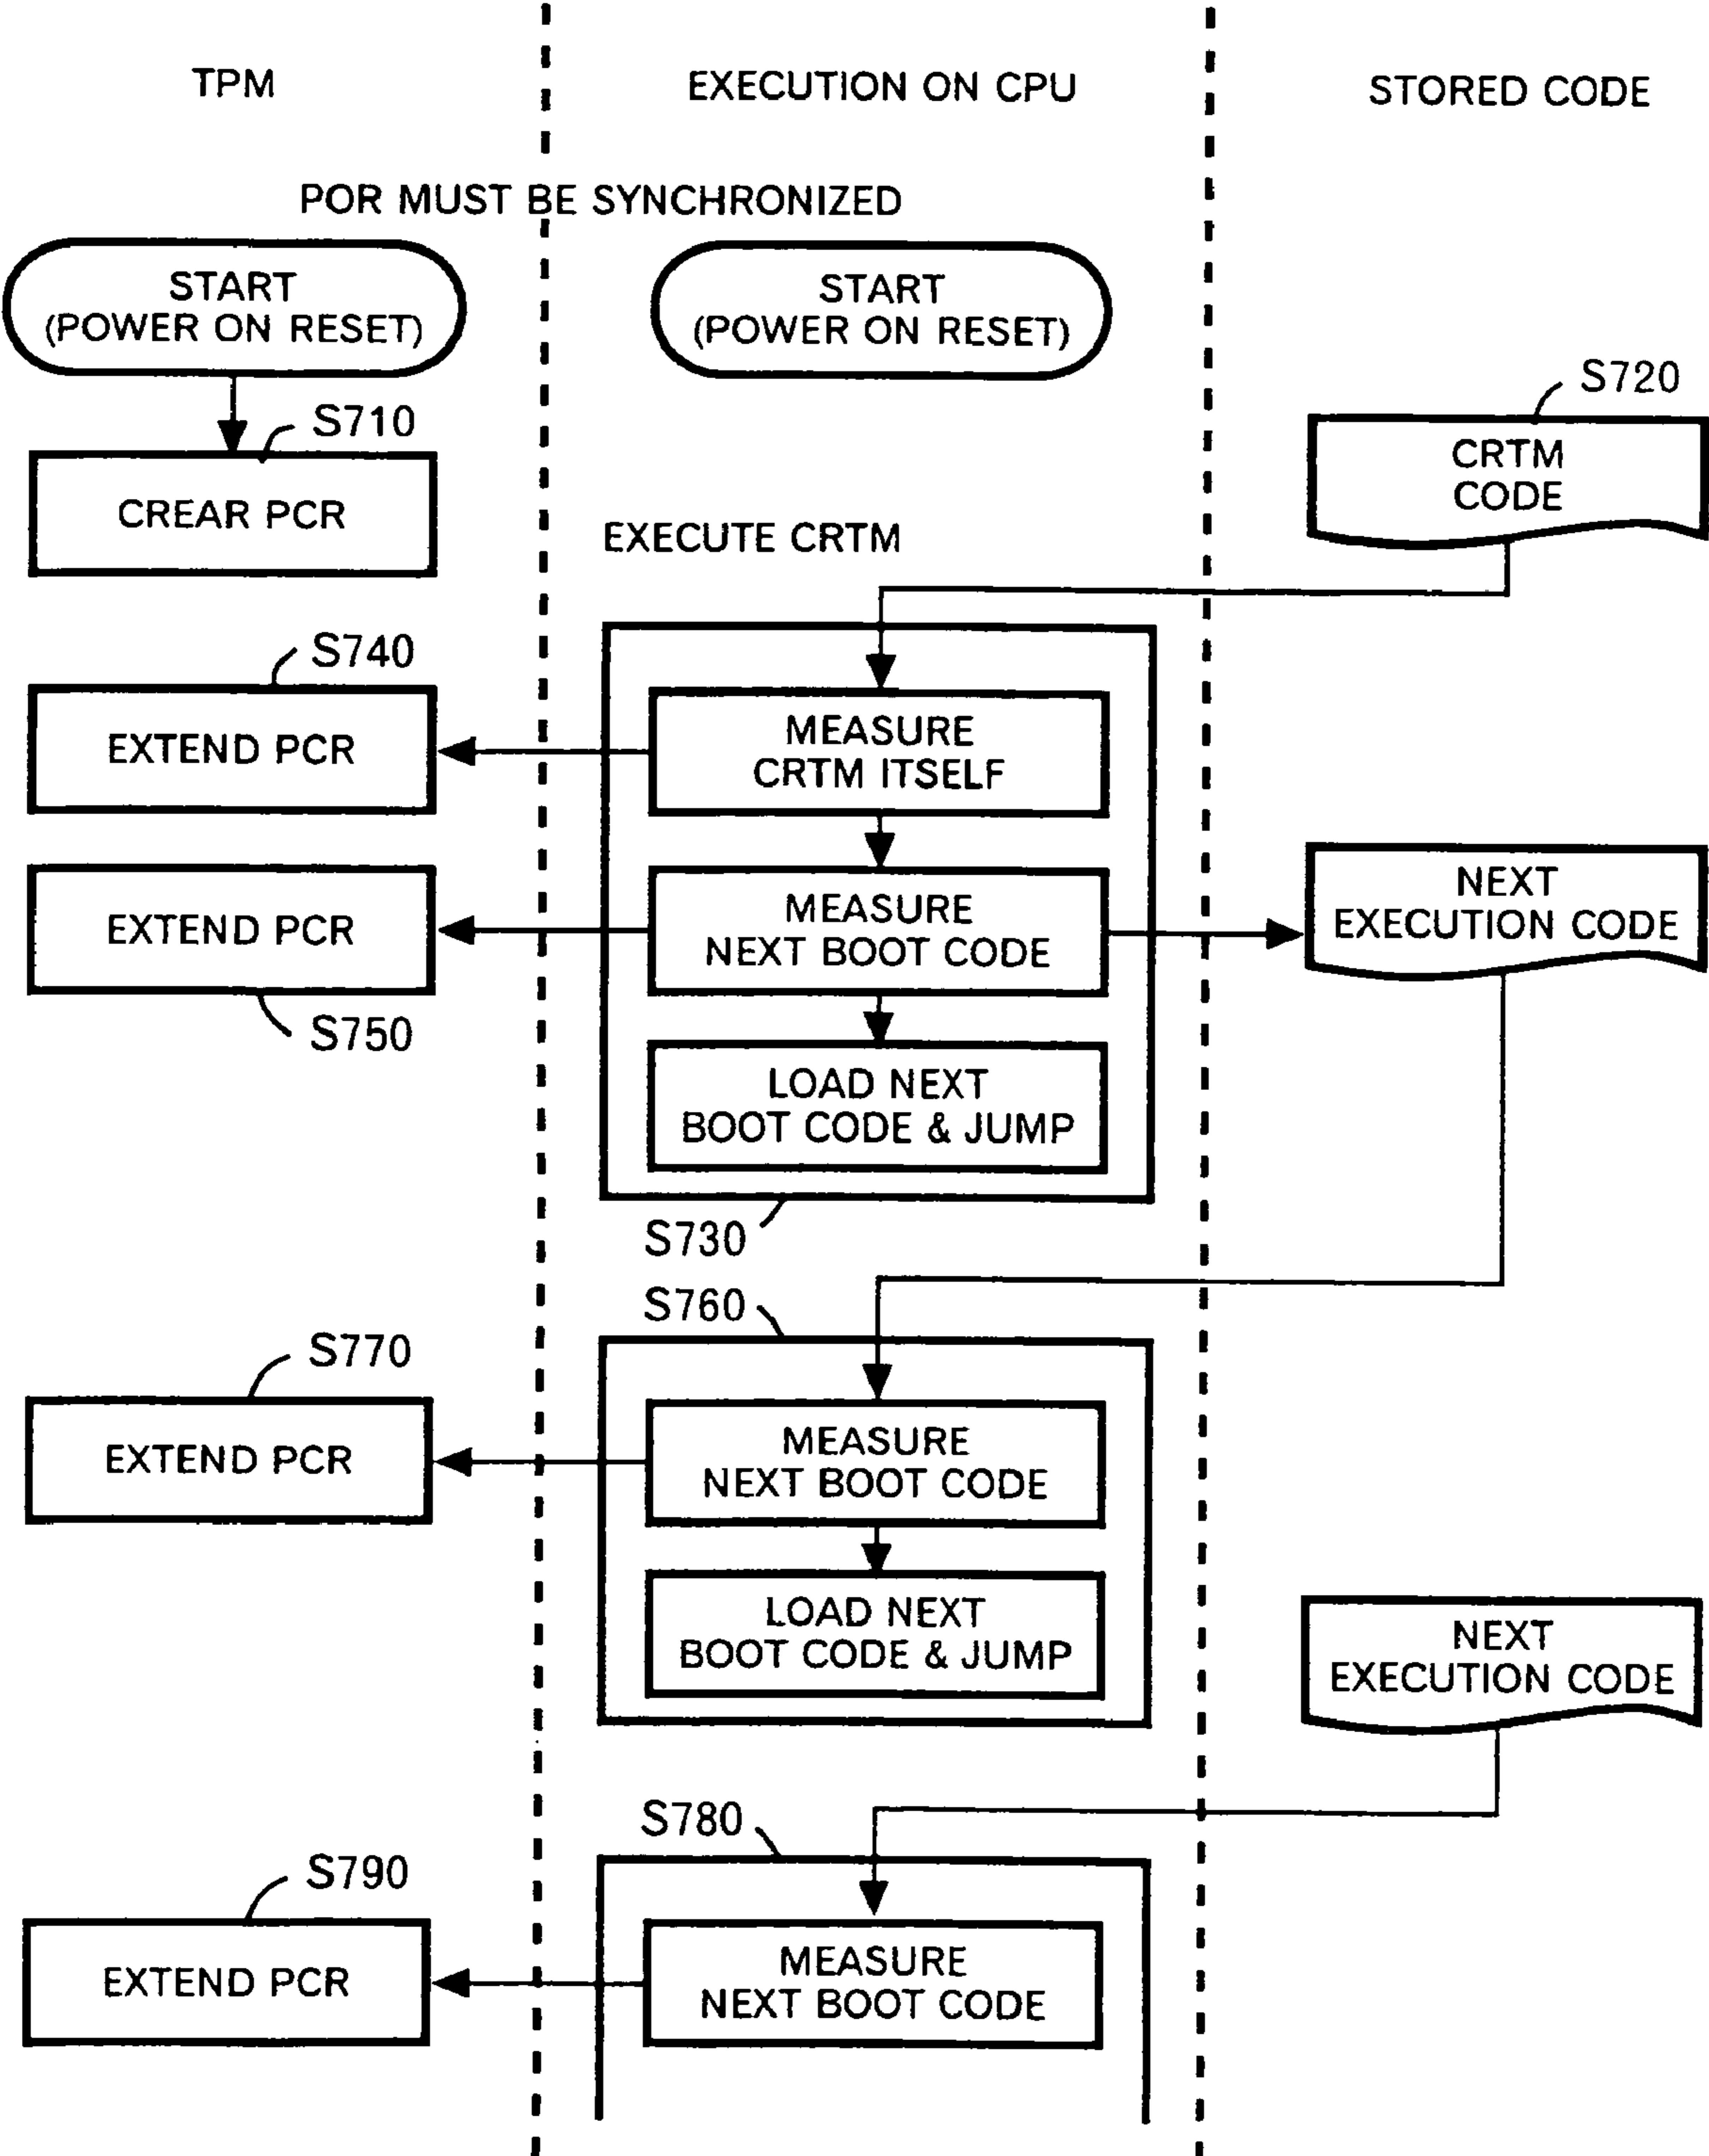 TPM
EXECUTION ON CPU
STORED CODE
POR MUST BE SYNCHRONIZED
START
(POWER ON RESET)
START
(POWER ON RESET)
S710
CREAR PCR
S720
CRTM
CODE
EXECUTE CRTM
S740
EXTEND PCR
MEASURE
CRTM ITSELF
EXTEND PCR
S750
MEASURE
NEXT BOOT CODE
NEXT
EXECUTION CODE
LOAD NEXT
BOOT CODE & JUMP
S730
S760
S770
EXTEND PCR
MEASURE
NEXT BOOT CODE
LOAD NEXT
BOOT CODE & JUMP
NEXT
EXECUTION CODE
S780
S790
EXTEND PCR
MEASURE
NEXT BOOT CODE